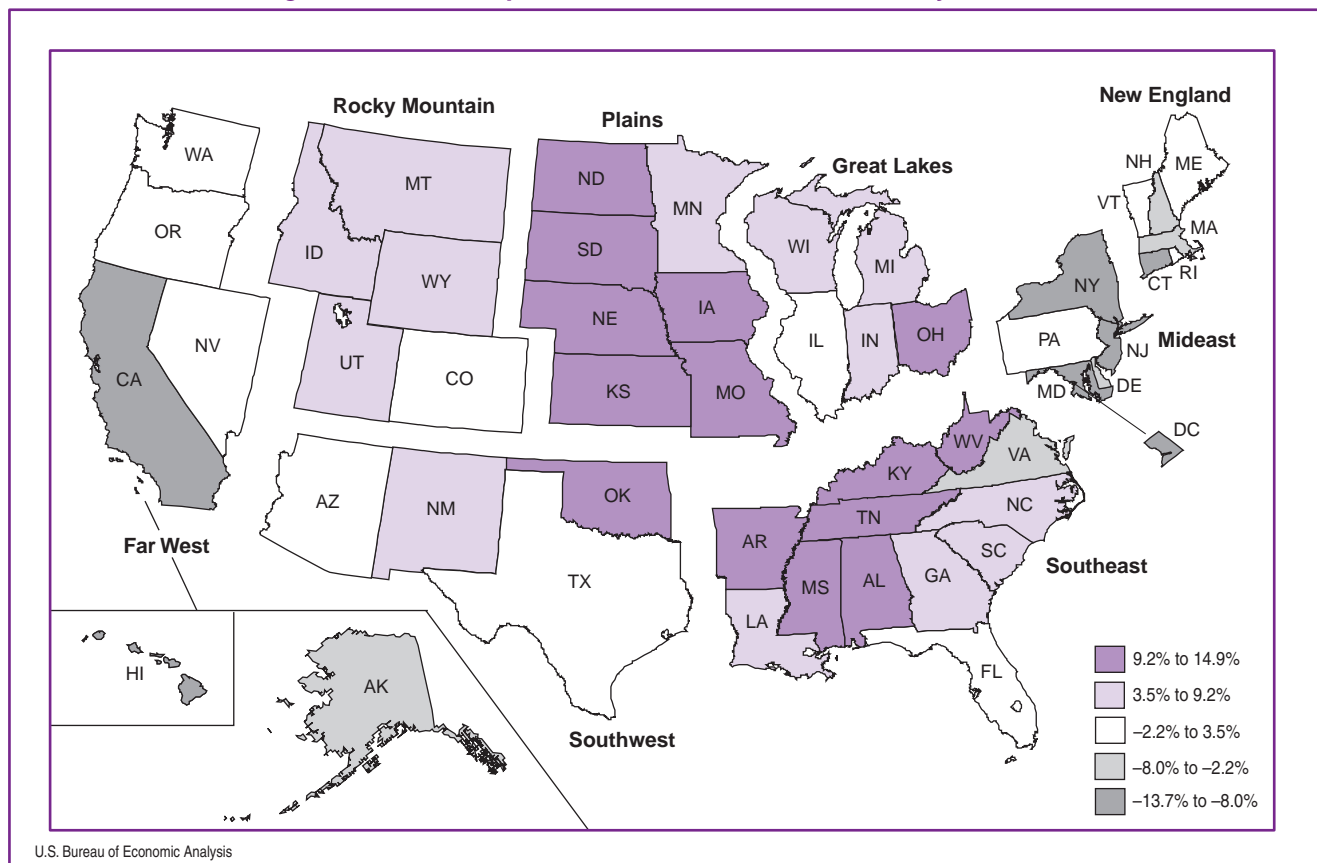 Rocky Mountain
Plains
Great Lakes
New England
WA
OR
CA
NV
ID
MT
WY
UT
CO
ND
SD
NE
KS
MN
IA
MO
WI
MI
IL
IN
OH
NH
ME
VT
MA
RI
CT
NY
PA
NJ
Mideast
MD
DE
DC
AZ
NM
OK
TX
AR
LA
WV
VA
KY
TN
NC
SC
MS
AL
GA
FL
Southeast
Far West
HI
AK
Southwest
9.2% to 14.9%
3.5% to 9.2%
–2.2% to 3.5%
–8.0% to –2.2%
–13.7% to –8.0%
U.S. Bureau of Economic Analysis